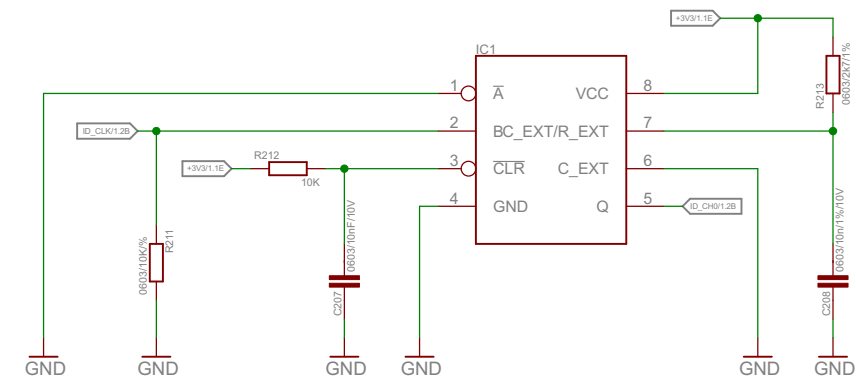 +3V3/1.1E
IC1
1
A
VCC
8
R213
0603/2k7/1%
ID_CLK/1.2B
2
BC_EXT/R_EXT
7
+3V3/1.1E
R212
10K
3
CLR
C_EXT
6
4
GND
Q
5
ID_CH0/1.2B
0603/10K/%
R211
0603/10nF/10V
C207
0603/10n/1%/10V
C208
GND
GND
GND
GND
GND
GND